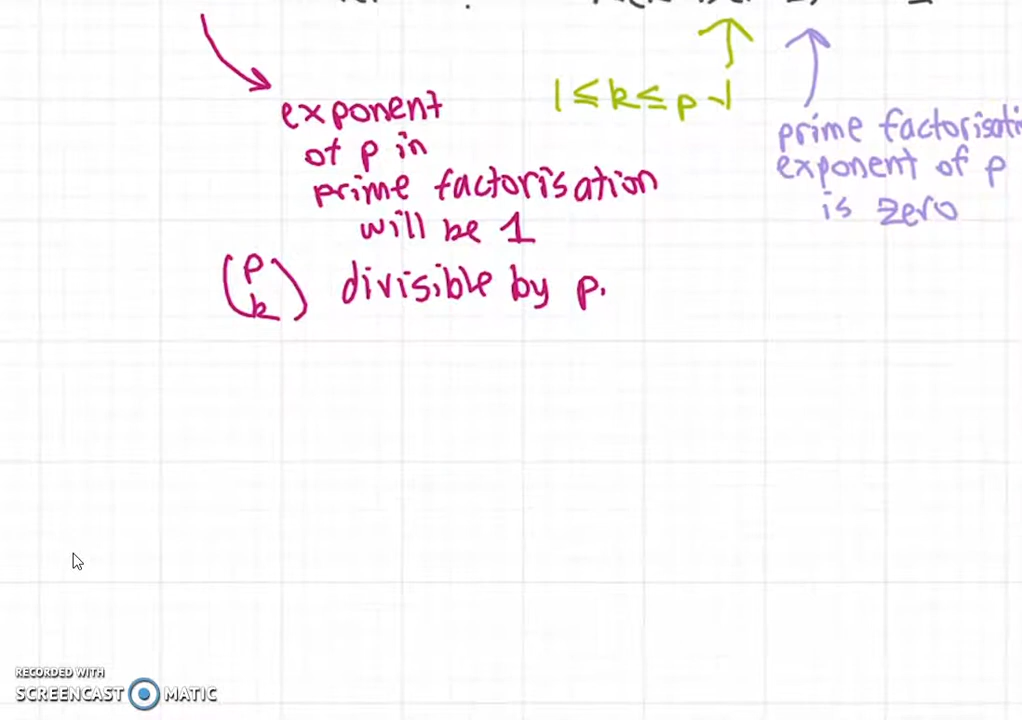 exponent
of p in
prime factorisation
will be 1
(p k) divisible by p.
1 ≤ k ≤ p - 1
prime
exponent of p
is zero
RECORDED WITH
SCREENCAST MATIC